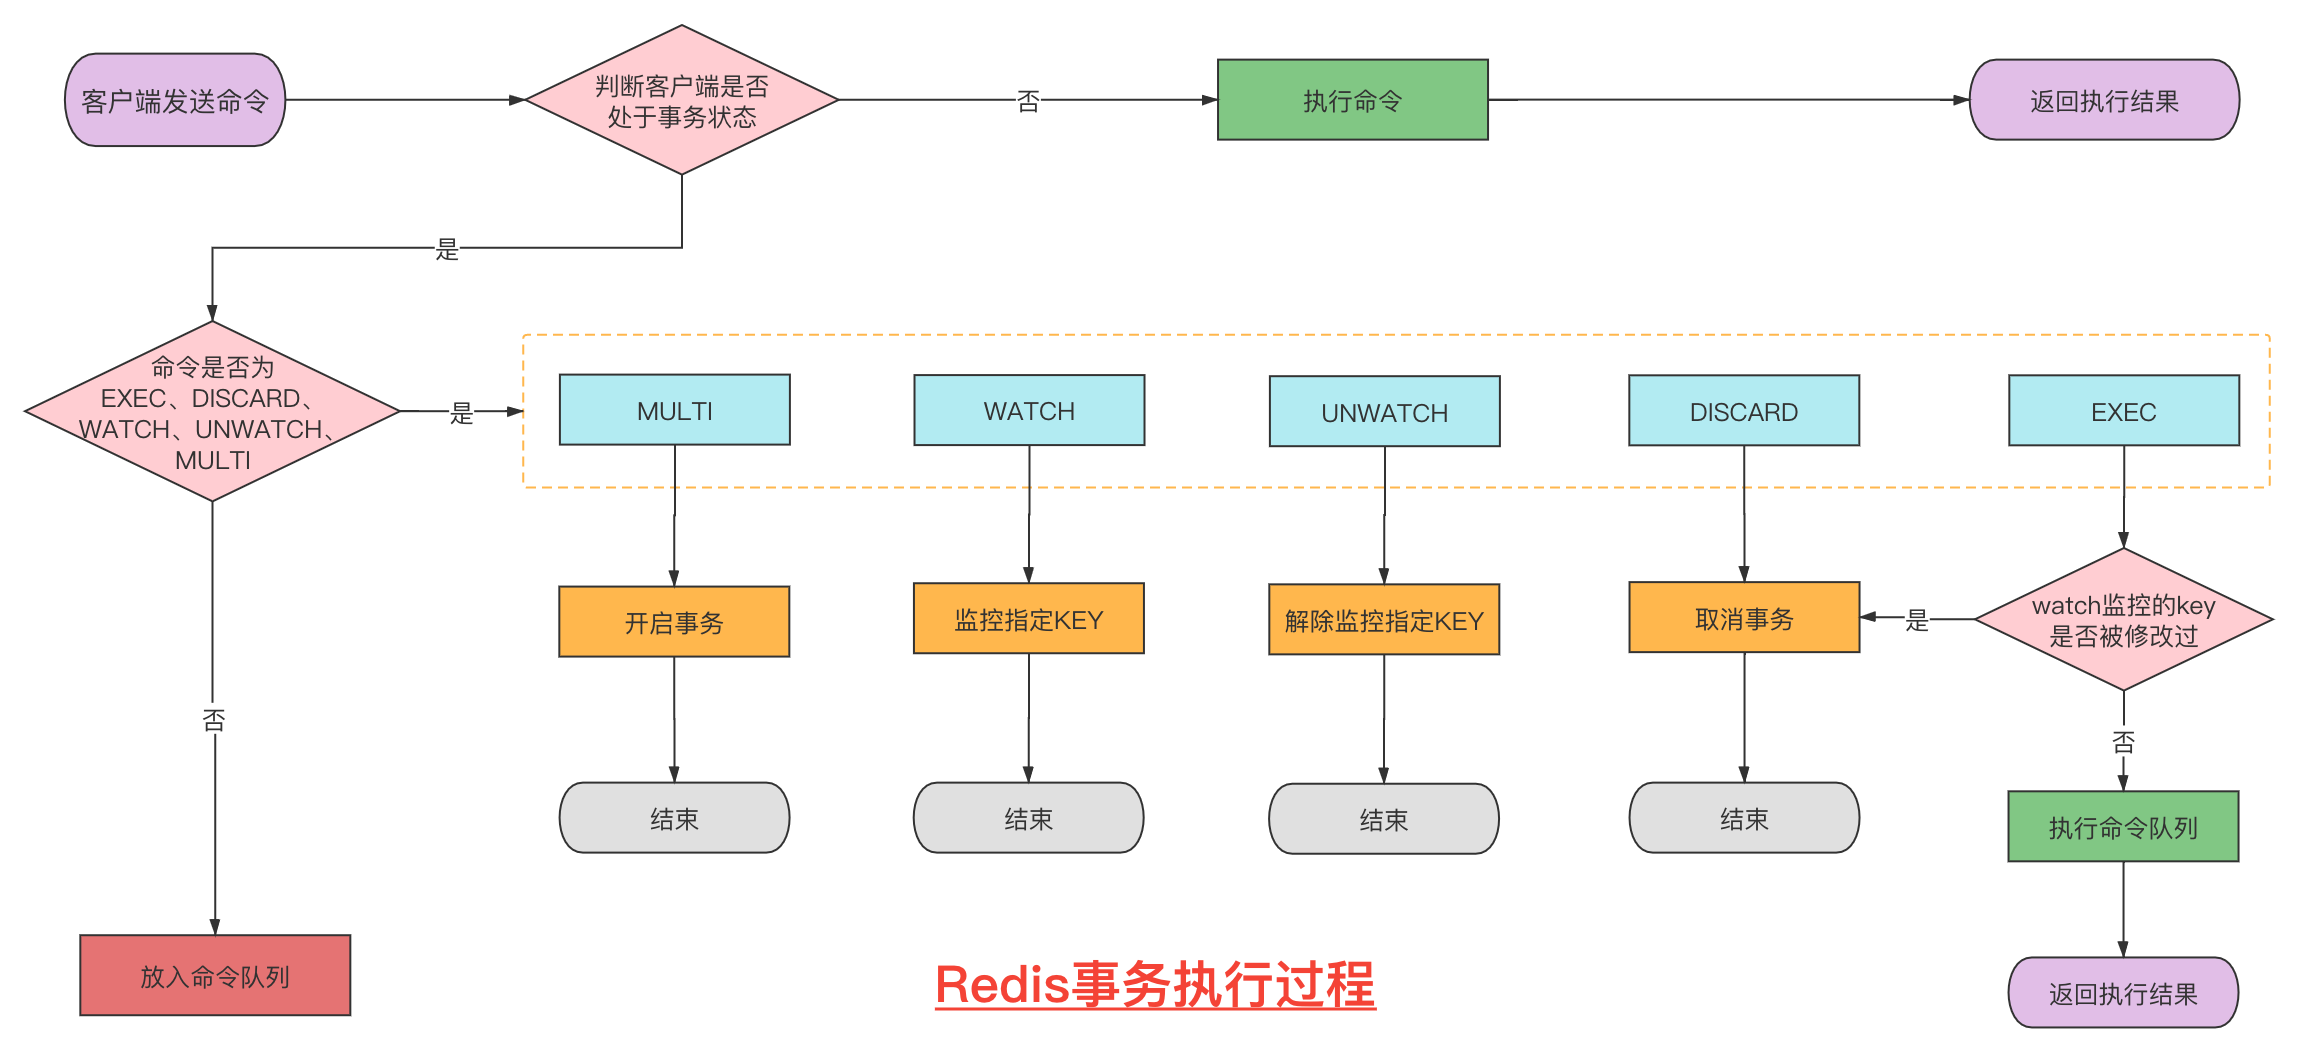 客户端发送命令
判断客户端是否
处于事务状态
否
执行命令
返回执行结果
是
命令是否为
EXEC、DISCARD、
WATCH、UNWATCH、
MULTI
是
MULTI
WATCH
UNWATCH
DISCARD
EXEC
开启事务
监控指定KEY
解除监控指定KEY
取消事务
是
watch监控的key
是否被修改过
否
否
结束
结束
结束
结束
执行命令队列
放入命令队列
Redis事务执行过程
返回执行结果